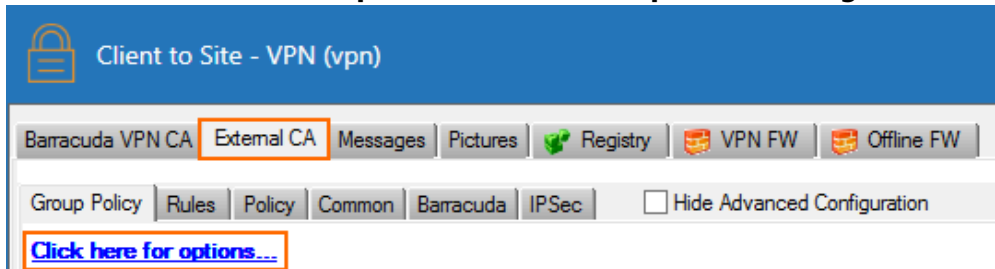 Client to Site - VPN (vpn)
Barracuda VPN CA External CA Messages Pictures Registry VPN FW Offline FW
Group Policy Rules Policy Common Barracuda IPSec Hide Advanced Configuration
Click here for options...